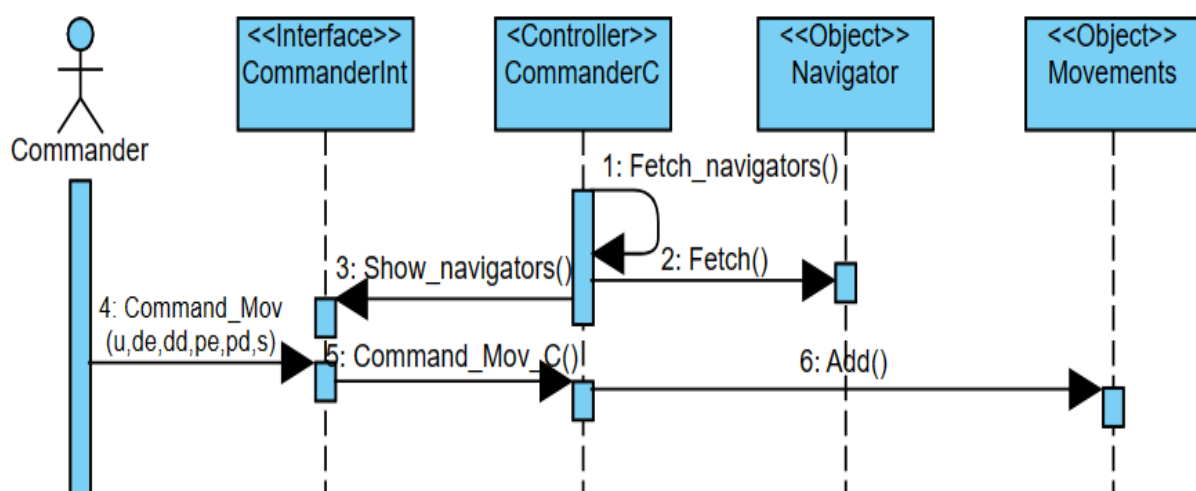 <<Interface>>
CommanderInt
<Controller>>
CommanderC
<<Object>>
Navigator
<<Object>>
Movements
Commander
1: Fetch_navigators()
2: Fetch()
3: Show_navigators()
4: Command_Mov
(u,de,dd,pe,pd,s)
5: Command_Mov_C()
6: Add()